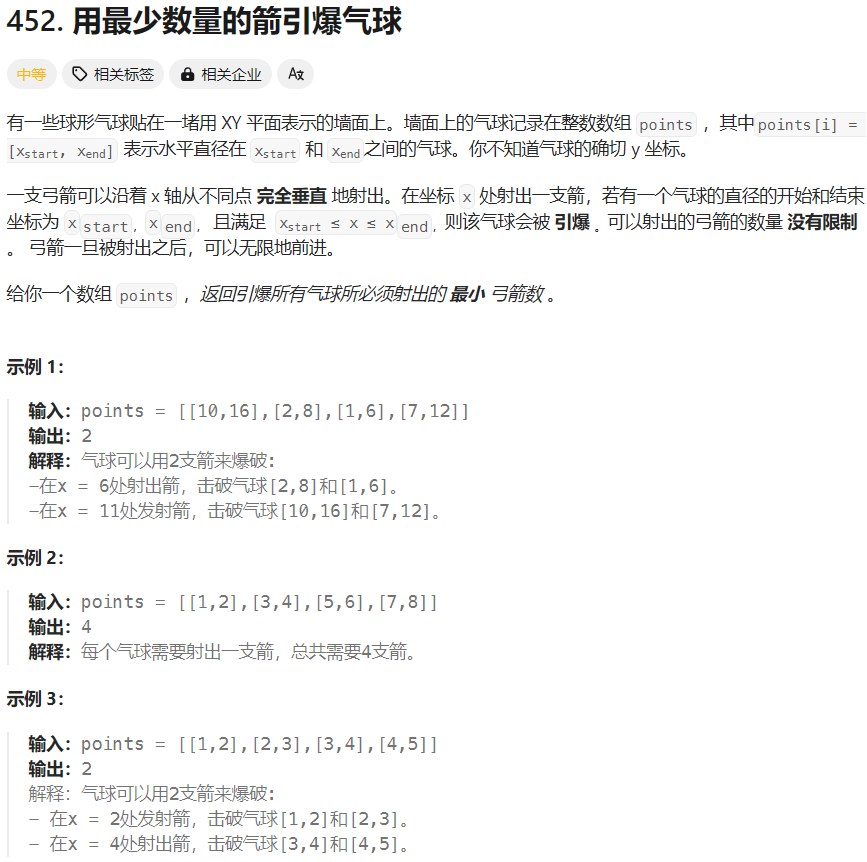 452. 用最少数量的箭引爆气球
中等 相关标签 相关企业 Aあ
有一些球形气球贴在一堵用 XY 平面表示的墙面上。墙面上的气球记录在整数数组 points ，其中points[i] =
[xstart, xend] 表示水平直径在 xstart 和 xend之间的气球。你不知道气球的确切 y 坐标。
一支弓箭可以沿着 x 轴从不同点 完全垂直 地射出。在坐标 x 处射出一支箭，若有一个气球的直径的开始和结束
坐标为 xstart，xend， 且满足 xstart ≤ x ≤ xend，则该气球会被 引爆 。可以射出的弓箭的数量 没有限制
。 弓箭一旦被射出之后，可以无限地前进。
给你一个数组 points ，返回引爆所有气球所必须射出的 最小 弓箭数 。
示例 1：
输入：points = [[10,16],[2,8],[1,6],[7,12]]
输出：2
解释：气球可以用2支箭来爆破:
-在x = 6处射出箭，击破气球[2,8]和[1,6]。
-在x = 11处发射箭，击破气球[10,16]和[7,12]。
示例 2：
输入：points = [[1,2],[3,4],[5,6],[7,8]]
输出：4
解释：每个气球需要射出一支箭，总共需要4支箭。
示例 3：
输入：points = [[1,2],[2,3],[3,4],[4,5]]
输出：2
解释：气球可以用2支箭来爆破:
- 在x = 2处发射箭，击破气球[1,2]和[2,3]。
- 在x = 4处射出箭，击破气球[3,4]和[4,5]。